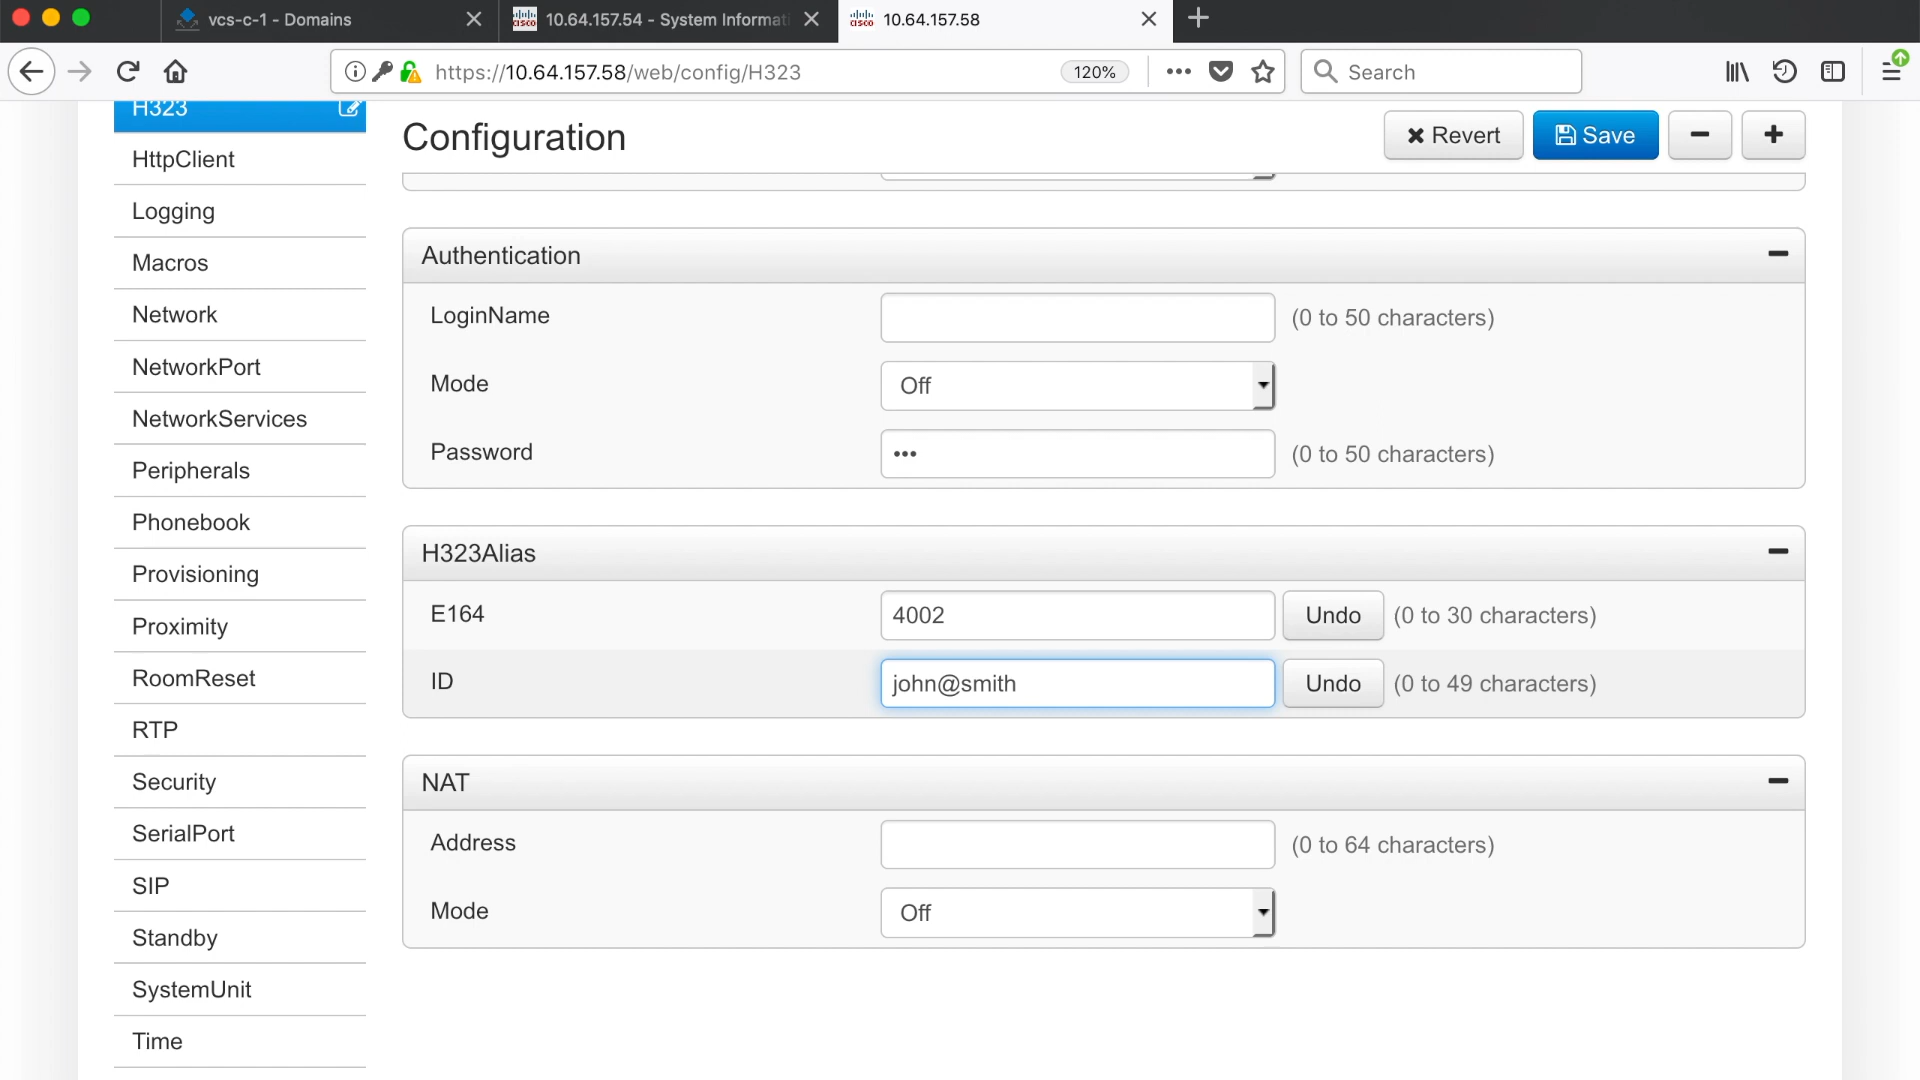 vcs-c-1 - Domains
10.64.157.54 - System Informati
10.64.157.58
https://10.64.157.58/web/config/H323
120%
Search
H323
HttpClient
Logging
Macros
Network
NetworkPort
NetworkServices
Peripherals
Phonebook
Provisioning
Proximity
RoomReset
RTP
Security
SerialPort
SIP
Standby
SystemUnit
Time
Configuration
Revert
Save
Authentication
LoginName (0 to 50 characters)
Mode Off
Password ••• (0 to 50 characters)
H323Alias
E164 4002 Undo (0 to 30 characters)
ID john@smith Undo (0 to 49 characters)
NAT
Address (0 to 64 characters)
Mode Off